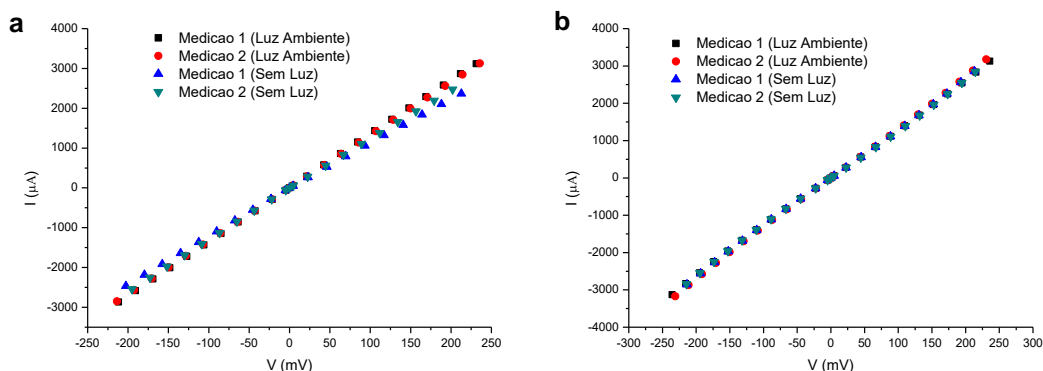 a
Medicao 1 (Luz Ambiente)
Medicao 2 (Luz Ambiente)
Medicao 1 (Sem Luz)
Medicao 2 (Sem Luz)
4000
3000
2000
1000
0
-1000
-2000
-3000
I (μA)
-250 -200 -150 -100 -50 0 50 100 150 200 250
V (mV)
b
Medicao 1 (Luz Ambiente)
Medicao 2 (Luz Ambiente)
Medicao 1 (Sem Luz)
Medicao 2 (Sem Luz)
4000
3000
2000
1000
0
-1000
-2000
-3000
-4000
I (μA)
-300 -250 -200 -150 -100 -50 0 50 100 150 200 250 300
V (mV)